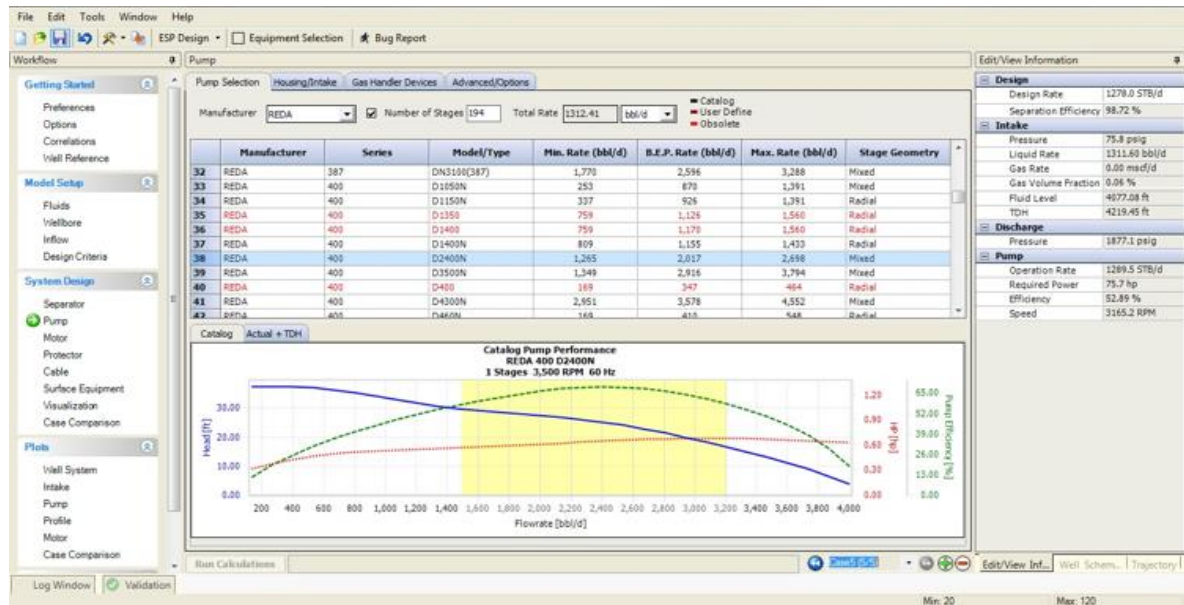 File Edit Tools Window Help
ESP Design Equipment Selection Bug Report
Workflow
Getting Started
Preferences
Options
Correlations
Well Reference
Model Setup
Fluids
Wellbore
Inflow
Design Criteria
System Design
Separator
Pump
Motor
Protector
Cable
Surface Equipment
Visualization
Case Comparison
Plots
Well System
Intake
Pump
Profile
Motor
Case Comparison
Pump
Pump Selection Housing/Intake Gas Handler Devices Advanced/Options
Manufacturer REDA Number of Stages 194 Total Rate 1312.41 bbl/d
Catalog
User Define
Obsolete
Manufacturer Series Model/Type Min. Rate (bbl/d) B.E.P. Rate (bbl/d) Max. Rate (bbl/d) Stage Geometry
32 REDA 387 DN3100(387) 1,770 2,596 3,288 Mixed
33 REDA 400 D1050N 253 870 1,391 Mixed
34 REDA 400 D1150N 337 926 1,391 Radial
35 REDA 400 D1350 759 1,126 1,560 Radial
36 REDA 400 D1400 759 1,170 1,560 Radial
37 REDA 400 D1400N 809 1,155 1,433 Radial
38 REDA 400 D2400N 1,265 2,017 2,698 Mixed
39 REDA 400 D3500N 1,349 2,916 3,794 Mixed
40 REDA 400 D400 169 347 464 Radial
41 REDA 400 D4300N 2,951 3,578 4,552 Mixed
42 REDA 400 D460N 169 410 548 Radial
Catalog Actual + TDH
Catalog Pump Performance
REDA 400 D2400N
1 Stages 3,500 RPM 60 Hz
Head [ft]
30.00
20.00
10.00
0.00
1.20
0.90
0.60
0.30
0.00
HP [hp]
65.00
52.00
39.00
26.00
13.00
0.00
Pump Efficiency [%]
200 400 600 800 1,000 1,200 1,400 1,600 1,800 2,000 2,200 2,400 2,600 2,800 3,000 3,200 3,400 3,600 3,800 4,000
Flowrate [bbl/d]
Run Calculations
Case5 (5/5)
Edit/View Information
Design
Design Rate 1278.0 STB/d
Separation Efficiency 98.72 %
Intake
Pressure 75.8 psig
Liquid Rate 1311.60 bbl/d
Gas Rate 0.00 mscf/d
Gas Volume Fraction 0.06 %
Fluid Level 4077.08 ft
TDH 4219.45 ft
Discharge
Pressure 1877.1 psig
Pump
Operation Rate 1289.5 STB/d
Required Power 75.7 hp
Efficiency 52.89 %
Speed 3165.2 RPM
Edit/View Inf... Well Schem... Trajectory
Log Window Validation
Min: 20 Max: 120